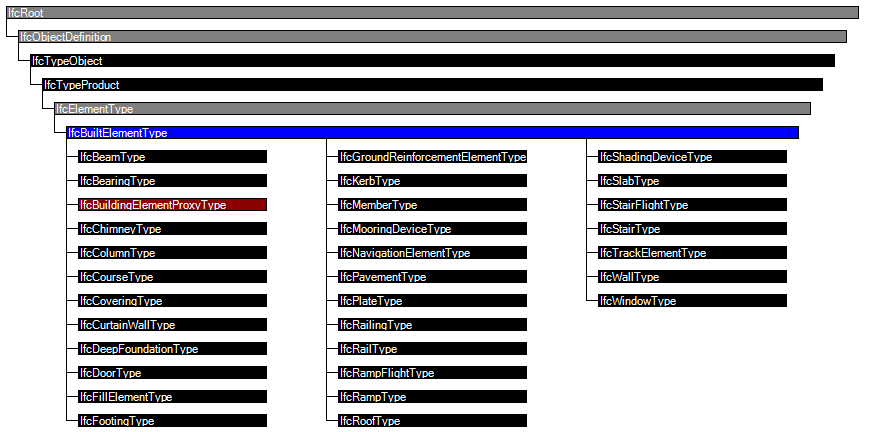 IfcRoot
IfcObjectDefinition
IfcTypeObject
IfcTypeProduct
IfcElementType
IfcBuiltElementType
IfcBeamType
IfcBearingType
IfcBuildingElementProxyType
IfcChimneyType
IfcColumnType
IfcCourseType
IfcCoveringType
IfcCurtainWallType
IfcDeepFoundationType
IfcDoorType
IfcFillElementType
IfcFootingType
IfcGroundReinforcementElementType
IfcKerbType
IfcMemberType
IfcMooringDeviceType
IfcNavigationElementType
IfcPavementType
IfcPlateType
IfcRailingType
IfcRailType
IfcRampFlightType
IfcRampType
IfcRoofType
IfcShadingDeviceType
IfcSlabType
IfcStairFlightType
IfcStairType
IfcTrackElementType
IfcWallType
IfcWindowType